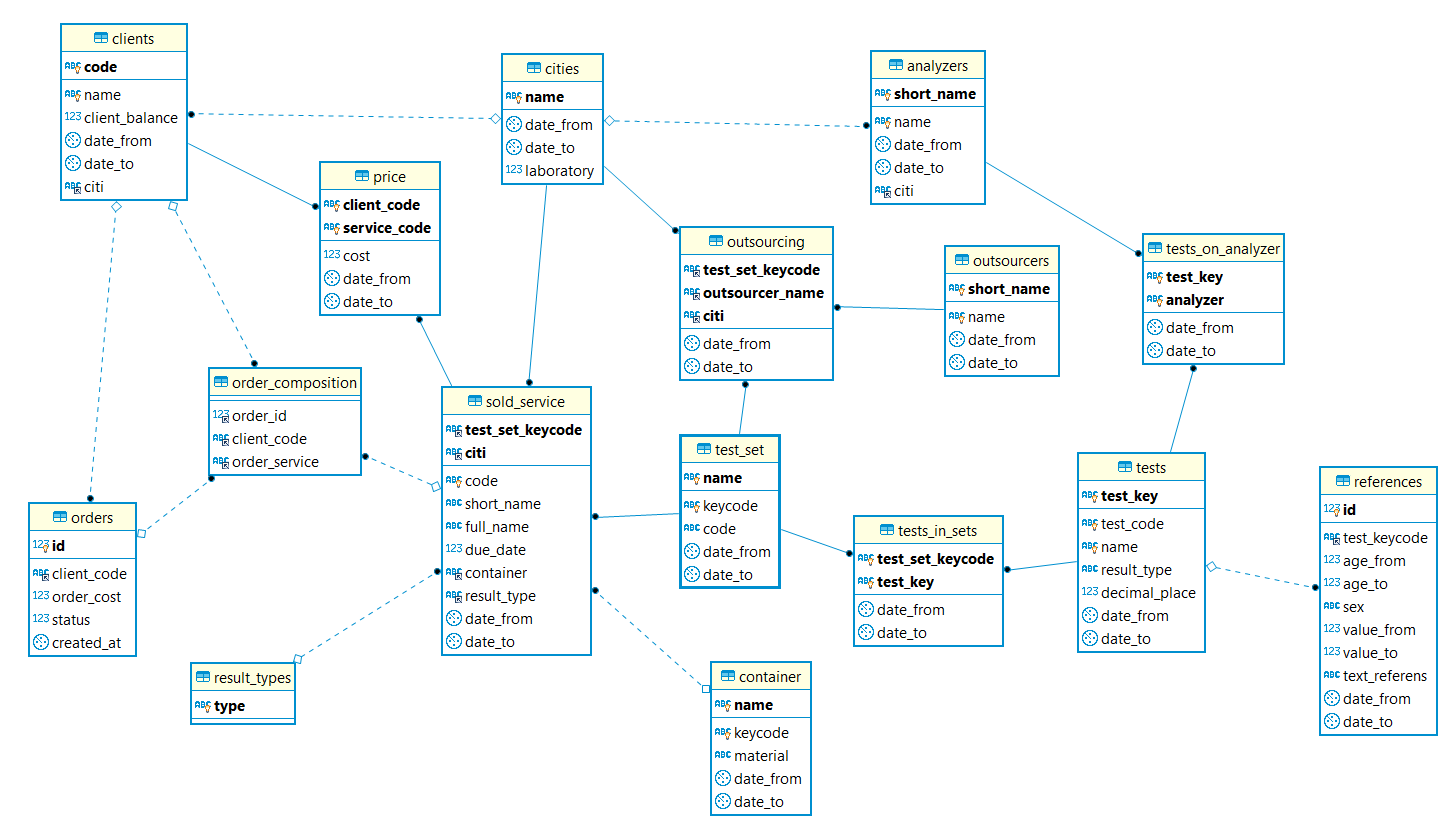 clients
code
name
client_balance
date_from
date_to
citi
cities
name
date_from
date_to
laboratory
analyzers
short_name
name
date_from
date_to
citi
price
client_code
service_code
cost
date_from
date_to
outsourcing
test_set_keycode
outsourcer_name
citi
date_from
date_to
outsourcers
short_name
name
date_from
date_to
tests_on_analyzer
test_key
analyzer
date_from
date_to
order_composition
order_id
client_code
order_service
sold_service
test_set_keycode
citi
code
short_name
full_name
due_date
container
result_type
date_from
date_to
test_set
name
keycode
code
date_from
date_to
tests
test_key
test_code
name
result_type
decimal_place
date_from
date_to
references
id
test_keycode
age_from
age_to
sex
value_from
value_to
text_referens
date_from
date_to
orders
id
client_code
order_cost
status
created_at
tests_in_sets
test_set_keycode
test_key
date_from
date_to
result_types
type
container
name
keycode
material
date_from
date_to